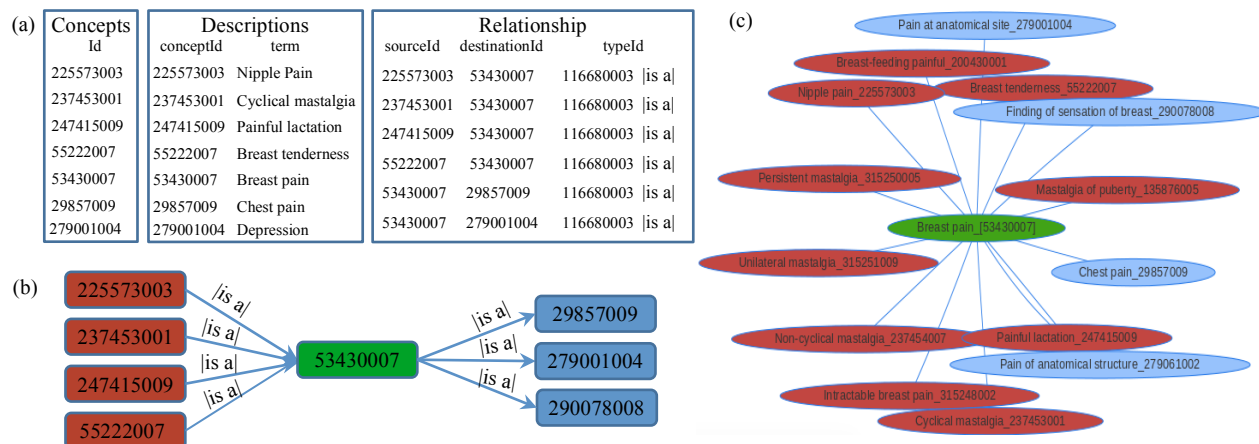 (a)
Concepts
Id
225573003
237453001
247415009
55222007
53430007
29857009
279001004
Descriptions
conceptId term
225573003 Nipple Pain
237453001 Cyclical mastalgia
247415009 Painful lactation
55222007 Breast tenderness
53430007 Breast pain
29857009 Chest pain
279001004 Depression
Relationship
sourceId destinationId typeId
225573003 53430007 116680003 |is a|
237453001 53430007 116680003 |is a|
247415009 53430007 116680003 |is a|
55222007 53430007 116680003 |is a|
53430007 29857009 116680003 |is a|
53430007 279001004 116680003 |is a|
(b)
225573003
237453001
247415009
55222007
|is a|
|is a|
|is a|
|is a|
53430007
|is a|
|is a|
|is a|
29857009
279001004
290078008
(c)
Pain at anatomical site_279001004
Breast-feeding painful_200430001
Nipple pain_225573003
Breast tenderness_55222007
Finding of sensation of breast_290078008
Persistent mastalgia_315250005
Mastalgia of puberty_135876005
Breast pain_[53430007]
Unilateral mastalgia_315251009
Chest pain_29857009
Non-cyclical mastalgia_237454007
Painful lactation_247415009
Pain of anatomical structure_279061002
Intractable breast pain_315248002
Cyclical mastalgia_237453001